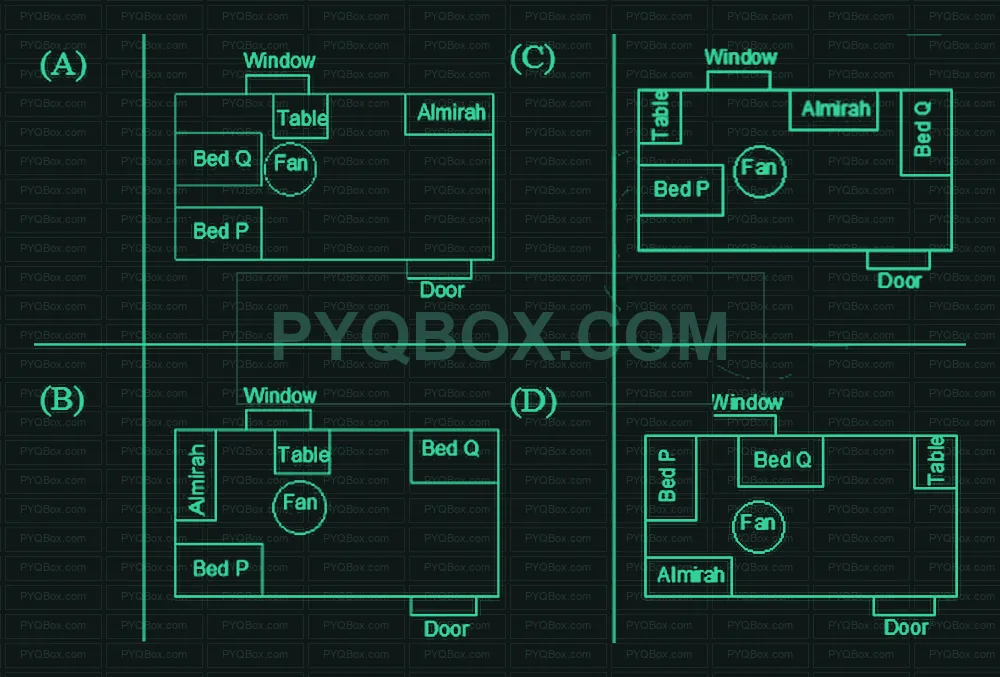 (A)
Window
Table
Almirah
Bed Q
Fan
Bed P
Door
(C)
Window
Table
Almirah
Bed Q
Fan
Bed P
Door
PYQBOX.COM
(B)
Window
Almirah
Table
Bed Q
Fan
Bed P
Door
(D)
Window
Bed P
Bed Q
Table
Fan
Almirah
Door